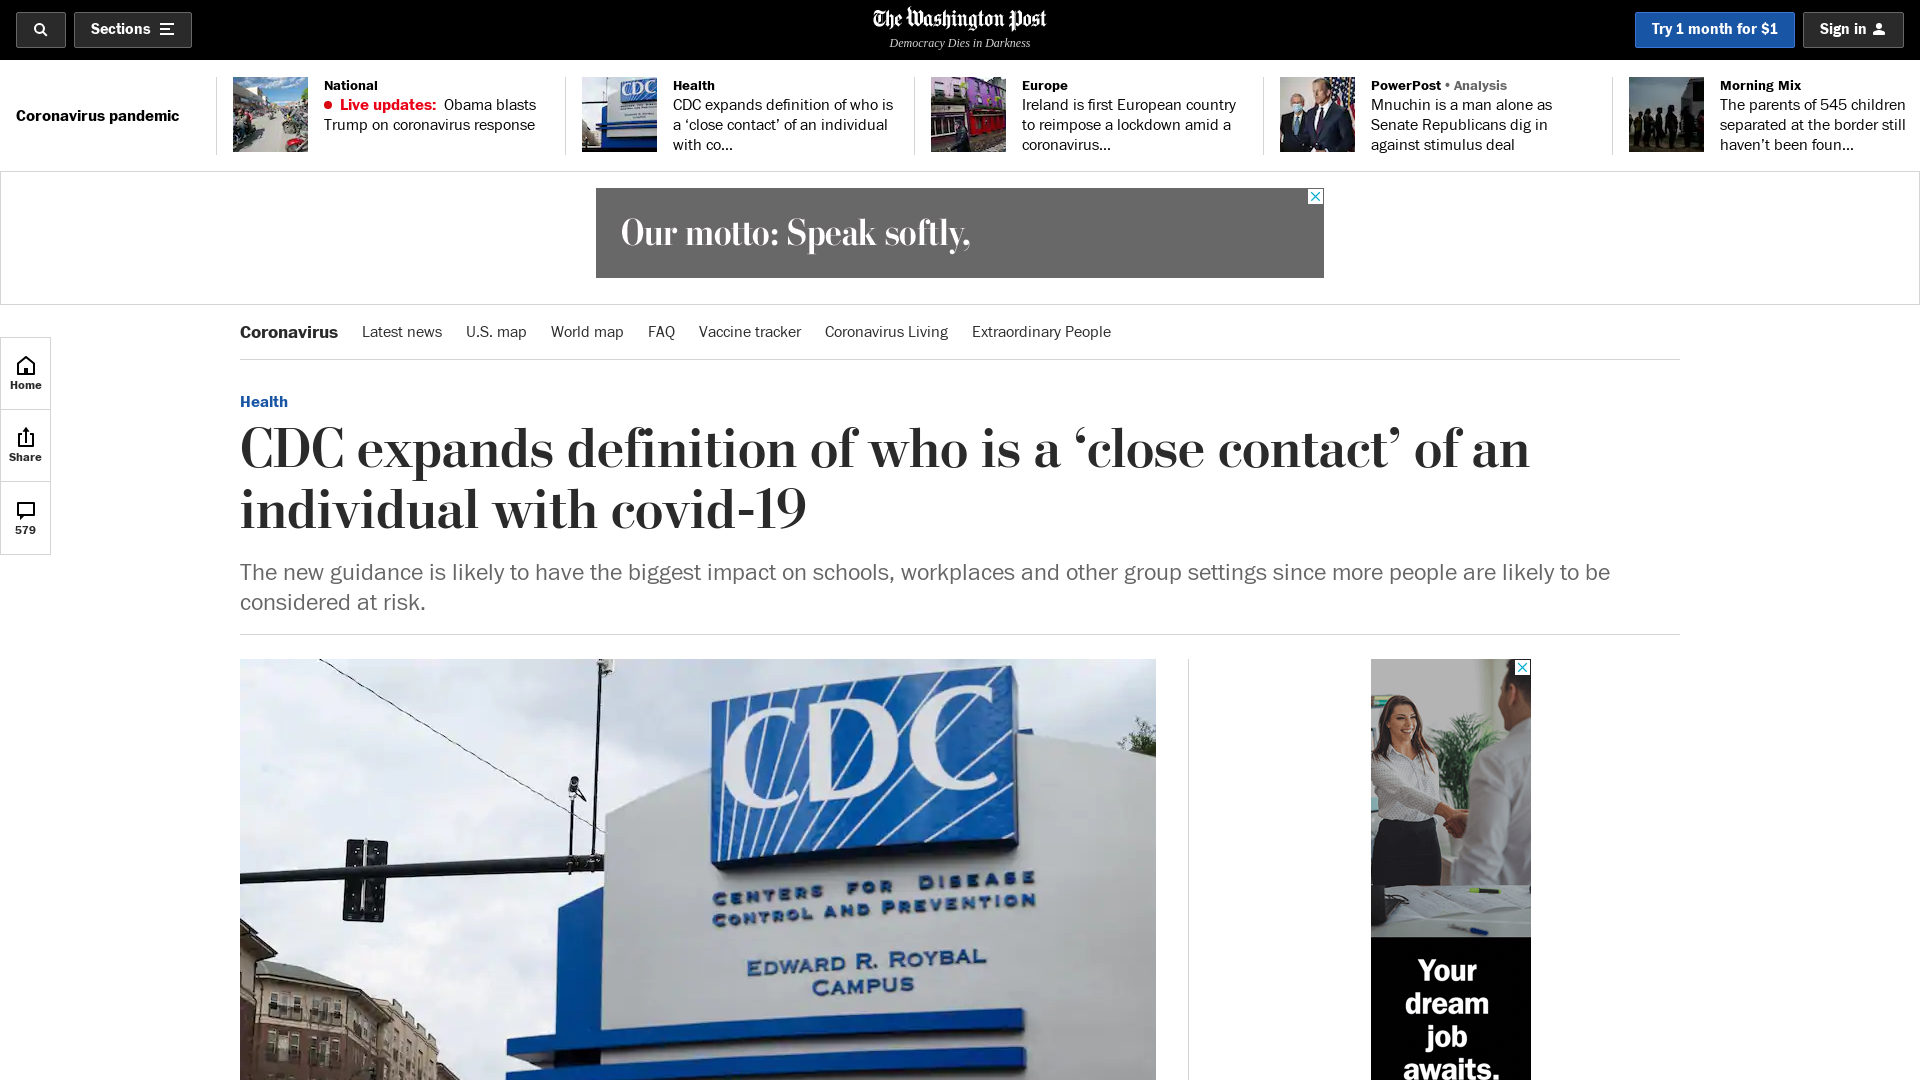 Sections
The Washington Post
Democracy Dies in Darkness
Try 1 month for $1
Sign in
Coronavirus pandemic
National
Live updates: Obama blasts
Trump on coronavirus response
Health
CDC expands definition of who is
a ‘close contact’ of an individual
with co...
Europe
Ireland is first European country
to reimpose a lockdown amid a
coronavirus...
PowerPost • Analysis
Mnuchin is a man alone as
Senate Republicans dig in
against stimulus deal
Morning Mix
The parents of 545 children
separated at the border still
haven’t been foun...
Our motto: Speak softly,
Coronavirus
Latest news
U.S. map
World map
FAQ
Vaccine tracker
Coronavirus Living
Extraordinary People
Home
Share
579
Health
CDC expands definition of who is a ‘close contact’ of an
individual with covid-19
The new guidance is likely to have the biggest impact on schools, workplaces and other group settings since more people are likely to be
considered at risk.
CDC
CENTERS FOR DISEASE
CONTROL AND PREVENTION
EDWARD R. ROYBAL
CAMPUS
Your
dream
job
awaits.